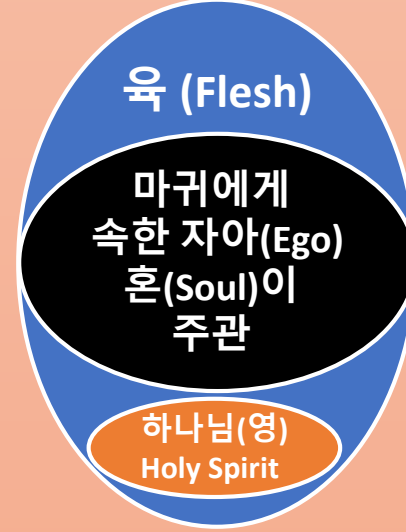 육 (Flesh)
마귀에게
속한 자아(Ego)
혼(Soul)이
주관
하나님(영)
Holy Spirit